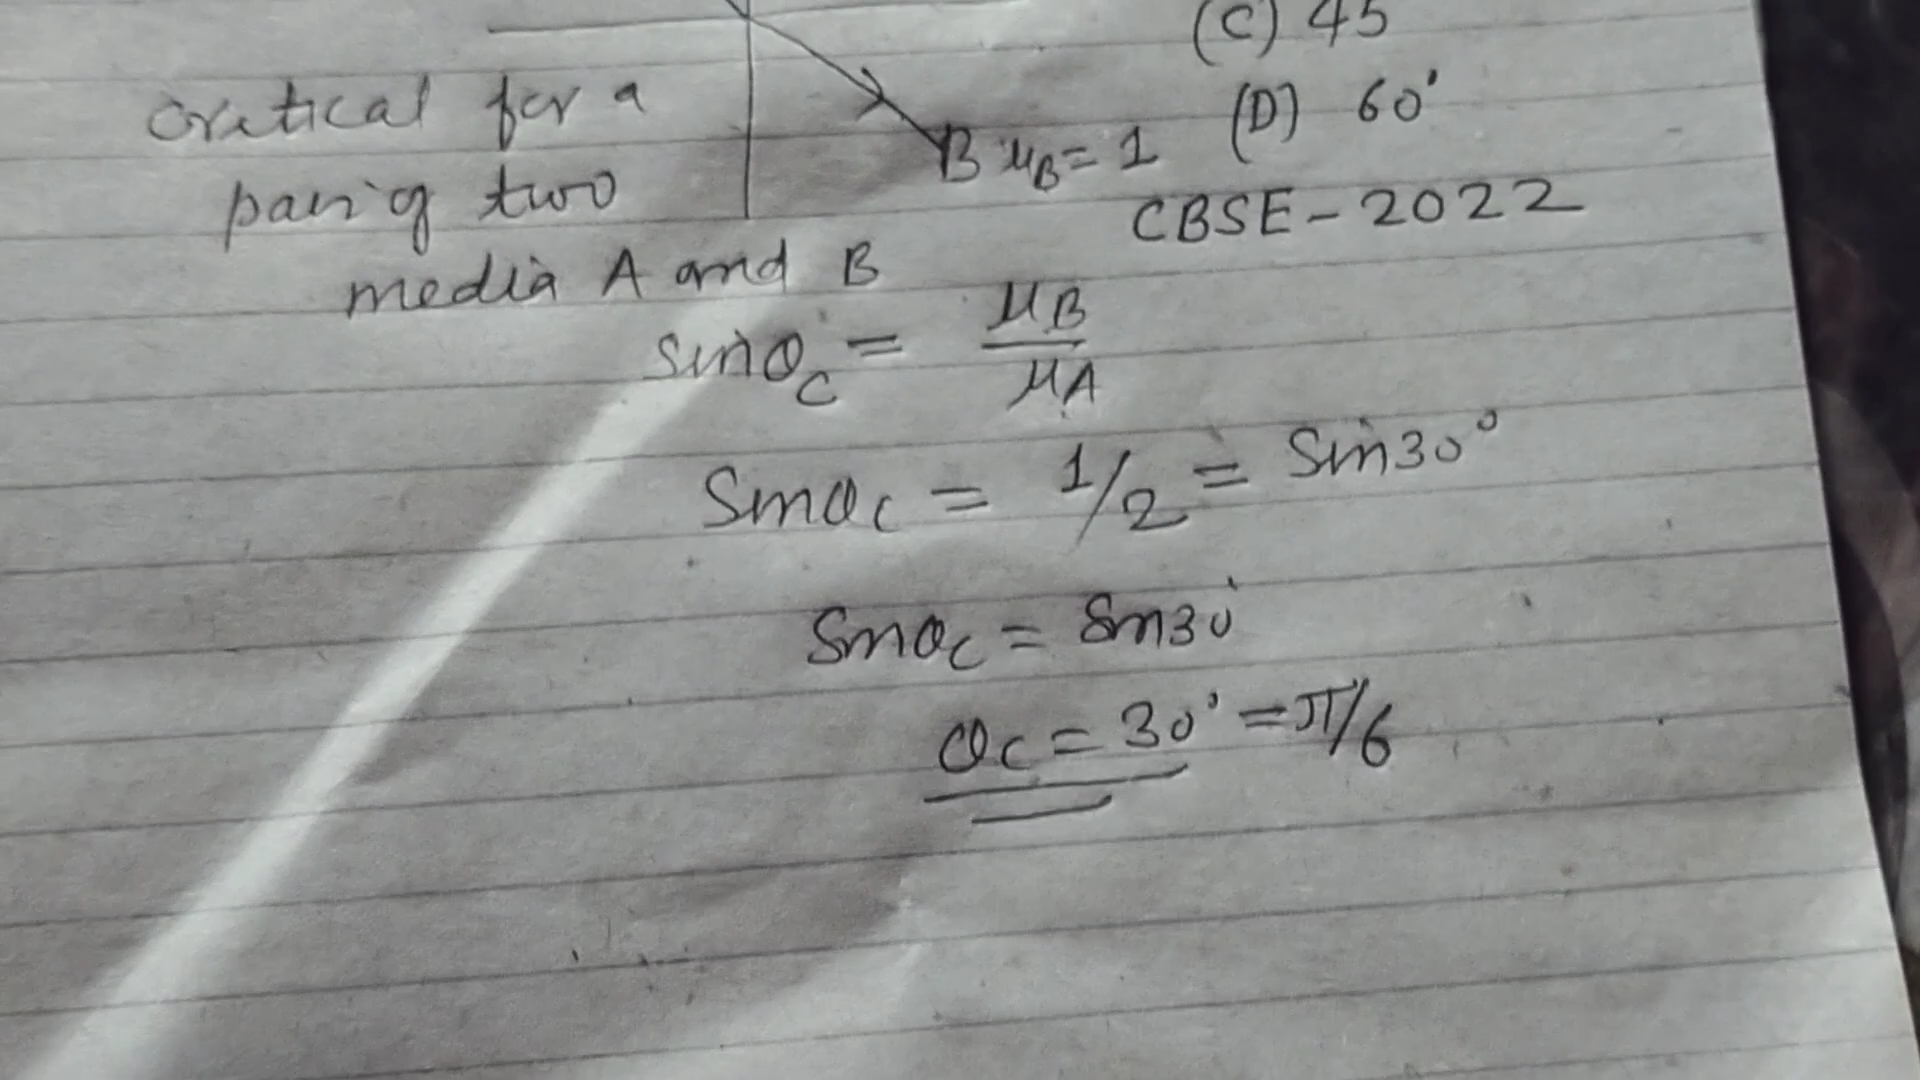 (C) 45
critical for a
(D) 60°
B μB = 1
pair of two
CBSE-2022
media A and B
sinθc = μB/μA
sinθc = 1/2 = sin30°
sinθc = sin30°
θc = 30° = π/6